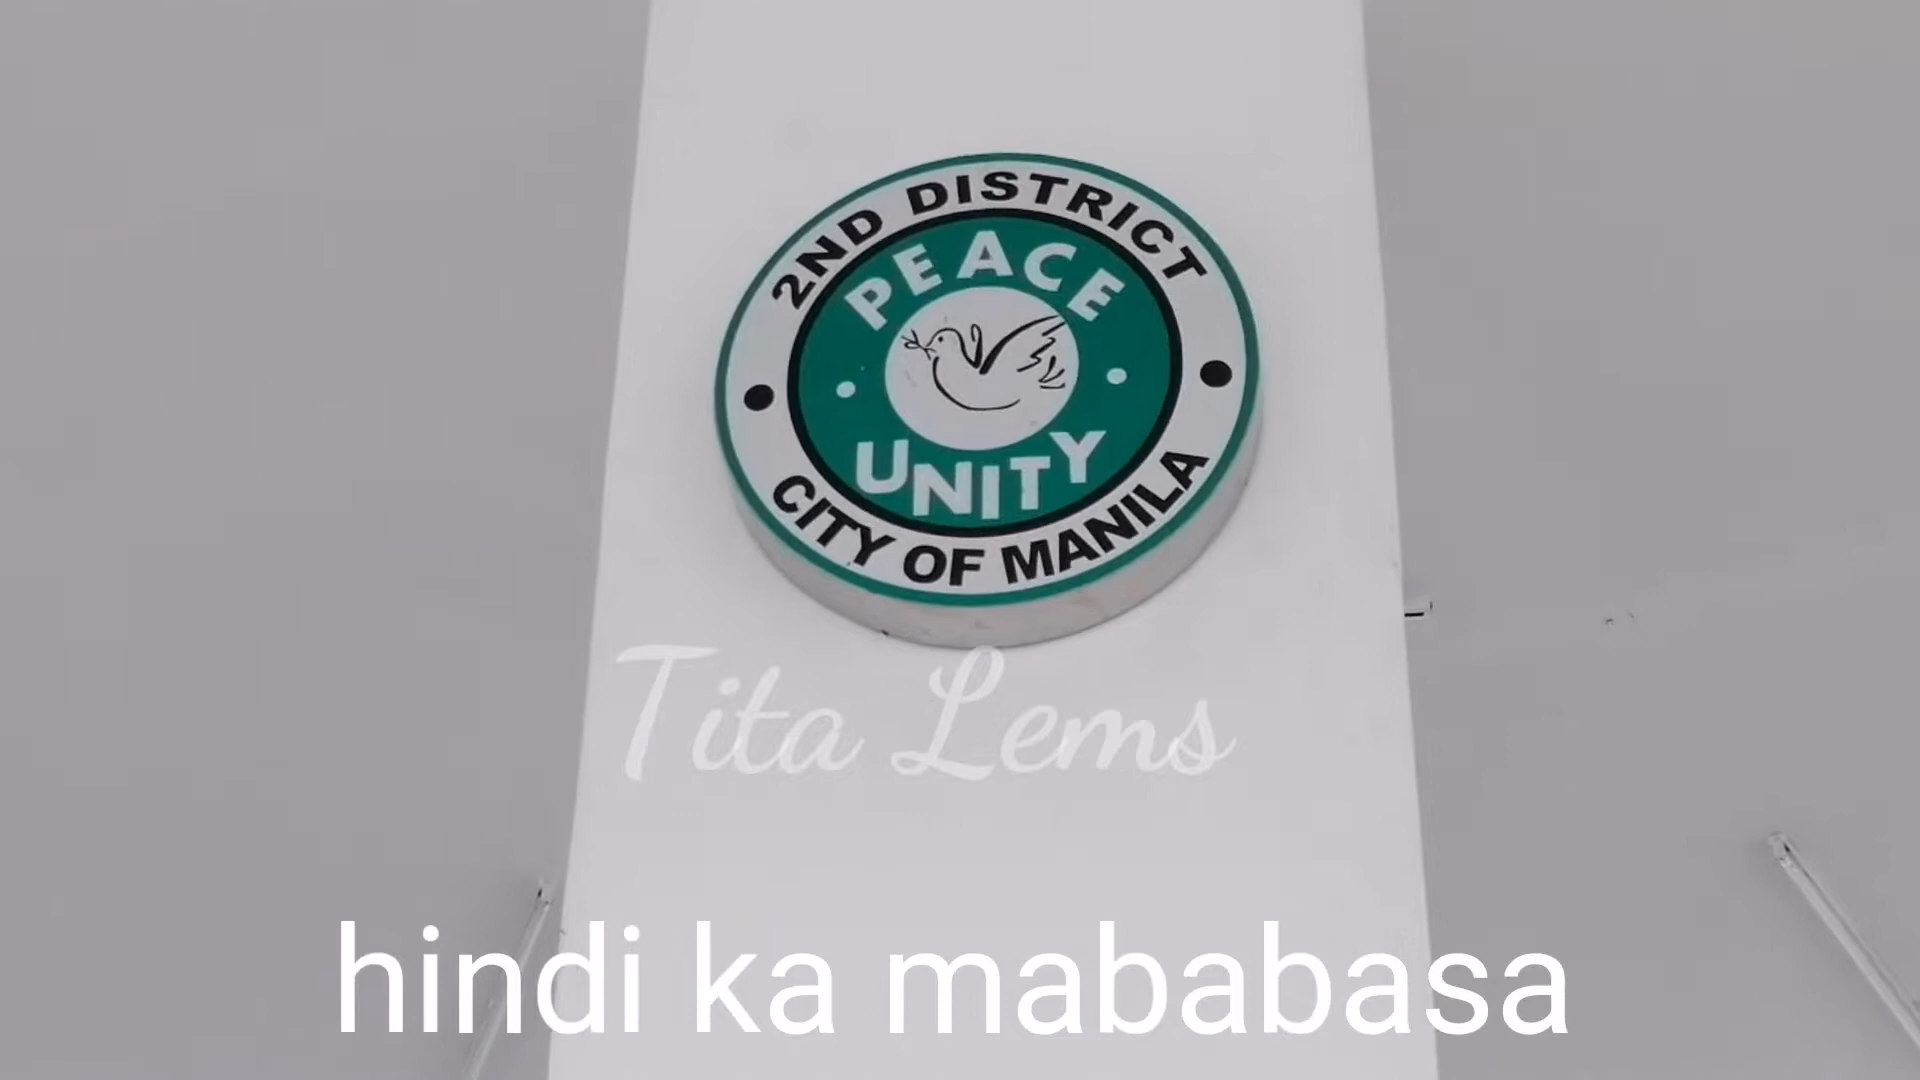 2ND DISTRICT
PEACE
UNITY
CITY OF MANILA
Tita Lems
hindi ka mababasa